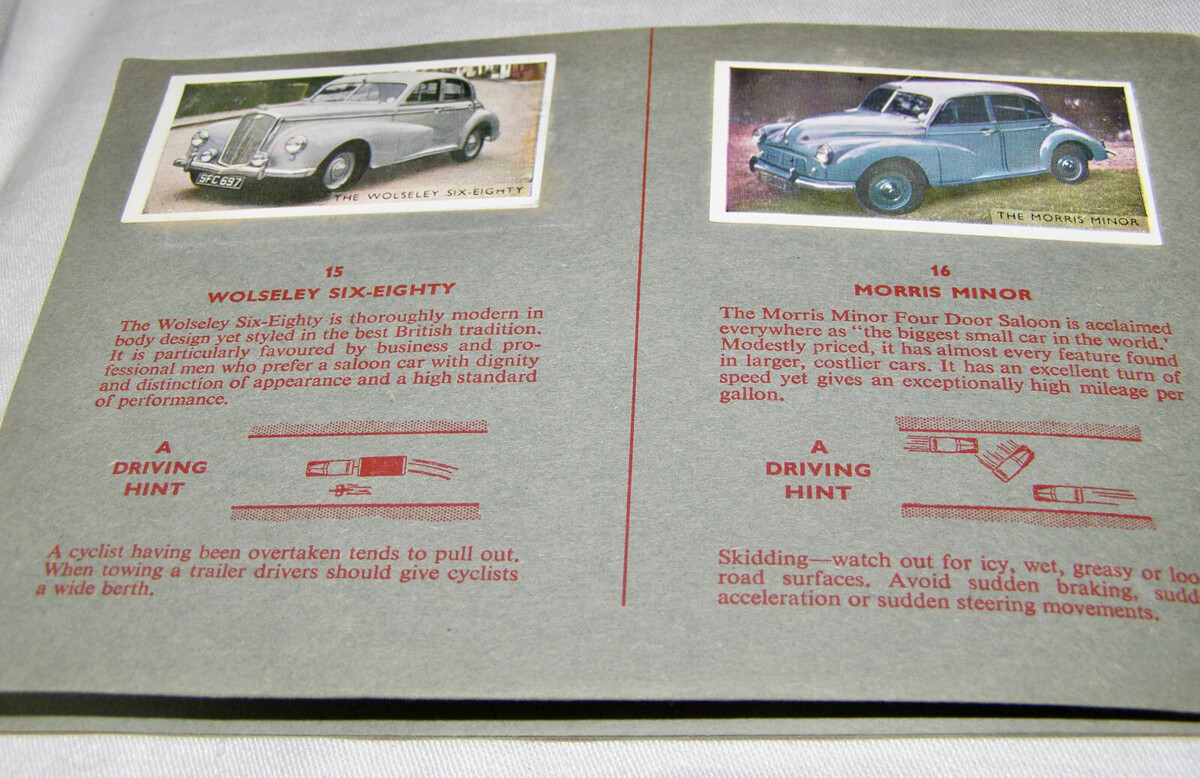 SFC 697
THE WOLSELEY SIX-EIGHTY
15
WOLSELEY SIX-EIGHTY
The Wolseley Six-Eighty is thoroughly modern in
body design yet styled in the best British tradition.
It is particularly favoured by business and pro-
fessional men who prefer a saloon car with dignity
and distinction of appearance and a high standard
of performance.
A
DRIVING
HINT
A cyclist having been overtaken tends to pull out.
When towing a trailer drivers should give cyclists
a wide berth.
THE MORRIS MINOR
16
MORRIS MINOR
The Morris Minor Four Door Saloon is acclaimed
everywhere as "the biggest small car in the world."
Modestly priced, it has almost every feature found
in larger, costlier cars. It has an excellent turn of
speed yet gives an exceptionally high mileage per
gallon.
A
DRIVING
HINT
Skidding—watch out for icy, wet, greasy or
road surfaces. Avoid sudden braking,
acceleration or sudden steering movements.